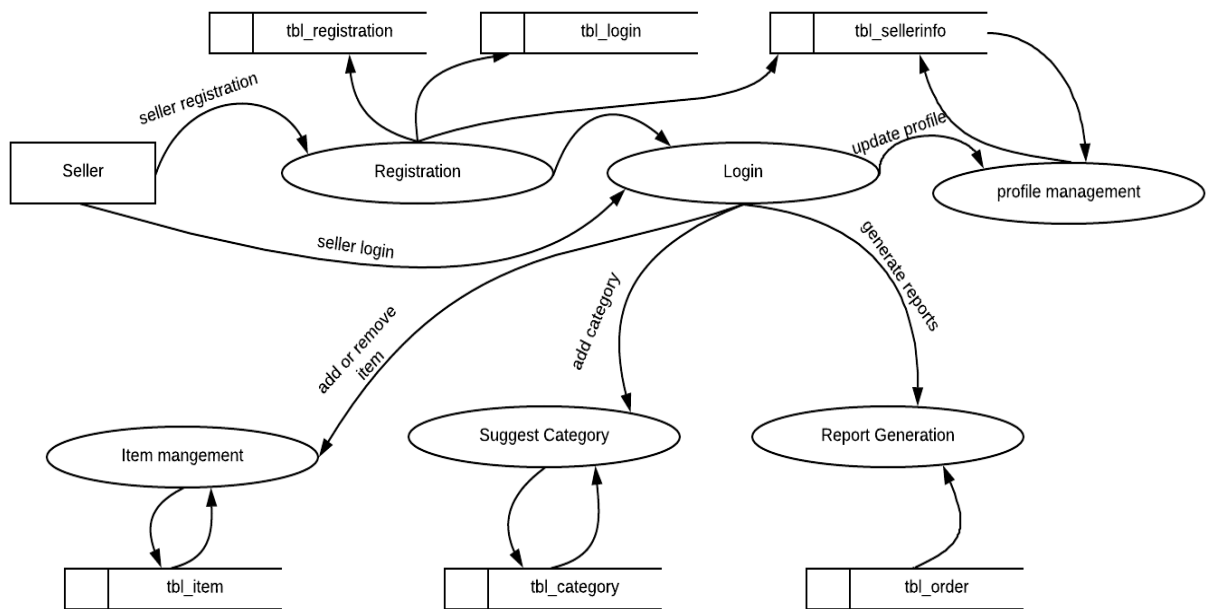 tbl_registration
tbl_login
tbl_sellerinfo
seller registration
Seller
Registration
Login
update profile
profile management
seller login
add or remove
item
add category
generate reports
Item mangement
Suggest Category
Report Generation
tbl_item
tbl_category
tbl_order